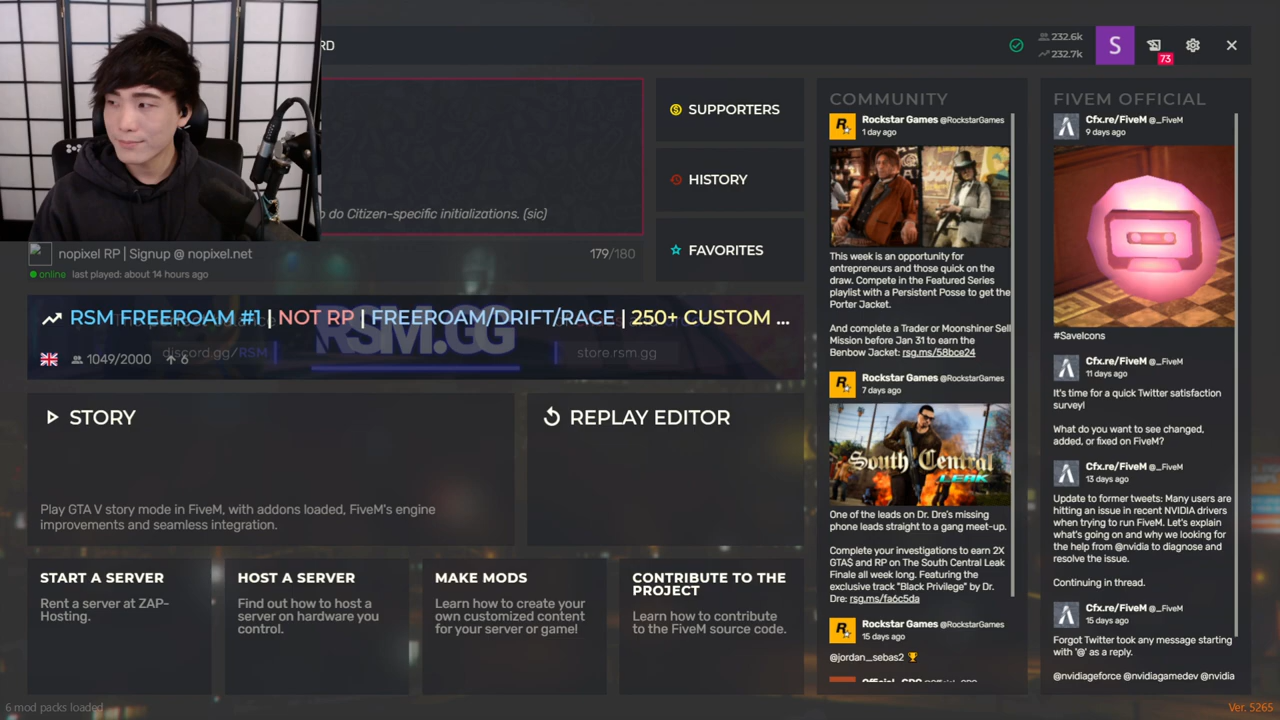 RD
232.6k
232.7k
S
73
SUPPORTERS
HISTORY
FAVORITES
do Citizen-specific initializations. (sic)
nopixel RP | Signup @ nopixel.net
179/180
online last played: about 14 hours ago
RSM FREEROAM #1 | NOT RP | FREEROAM/DRIFT/RACE | 250+ CUSTOM ...
RSM.GG
1049/2000 6
discord.gg/RSM
store.rsm.gg
STORY
Play GTA V story mode in FiveM, with addons loaded, FiveM's engine
improvements and seamless integration.
REPLAY EDITOR
START A SERVER
Rent a server at ZAP-
Hosting.
HOST A SERVER
Find out how to host a
server on hardware you
control.
MAKE MODS
Learn how to create your
own customized content
for your server or game!
CONTRIBUTE TO THE
PROJECT
Learn how to contribute
to the FiveM source code.
COMMUNITY
Rockstar Games @RockstarGames
1 day ago
This week is an opportunity for
entrepreneurs and those quick on the
draw. Compete in the Featured Series
playlist with a Persistent Posse to get the
Porter Jacket.
And complete a Trader or Moonshiner Sell
Mission before Jan 31 to earn the
Benbow Jacket: rsg.ms/58bce24
Rockstar Games @RockstarGames
7 days ago
South Central
LEAK
One of the leads on Dr. Dre's missing
phone leads straight to a gang meet-up.
Complete your investigations to earn 2X
GTA$ and RP on The South Central Leak
Finale all week long. Featuring the
exclusive track "Black Privilege" by Dr.
Dre: rsg.ms/fa6c5da
Rockstar Games @RockstarGames
15 days ago
@jordan_sebas2 🏆
FIVEM OFFICIAL
Cfx.re/FiveM @_FiveM
9 days ago
#SaveIcons
Cfx.re/FiveM @_FiveM
11 days ago
It's time for a quick Twitter satisfaction
survey!
What do you want to see changed,
added, or fixed on FiveM?
Cfx.re/FiveM @_FiveM
13 days ago
Update to former tweets: Many users are
hitting an issue in recent NVIDIA drivers
when trying to run FiveM. Let's explain
what's going on and why we looking for
the help from @nvidia to diagnose and
resolve the issue.
Continuing in thread.
Cfx.re/FiveM @_FiveM
15 days ago
Forgot Twitter took any message starting
with '@' as a reply.
@nvidiageforce @nvidiagamedev @nvidia
6 mod packs loaded
Ver. 5265